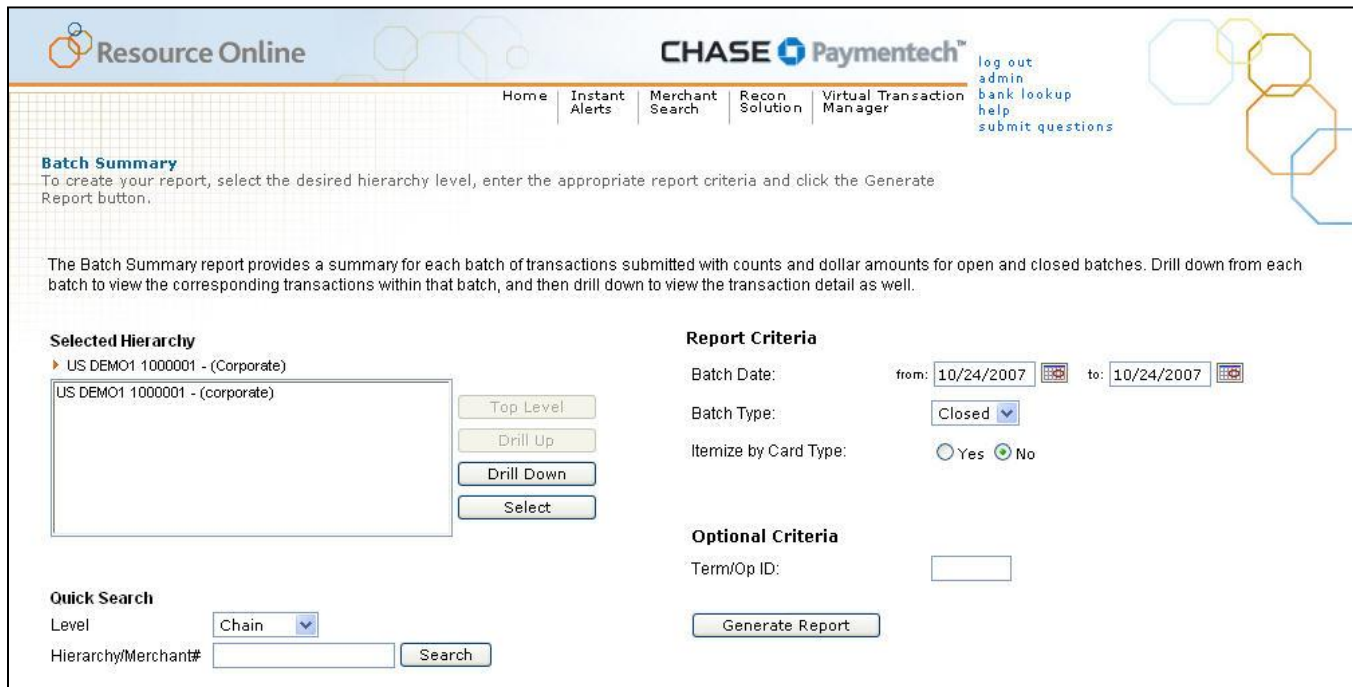 Resource Online
CHASE Paymentech™
log out
admin
bank lookup
help
submit questions
Home | Instant Alerts | Merchant Search | Recon Solution | Virtual Transaction Manager
Batch Summary
To create your report, select the desired hierarchy level, enter the appropriate report criteria and click the Generate
Report button.
The Batch Summary report provides a summary for each batch of transactions submitted with counts and dollar amounts for open and closed batches. Drill down from each
batch to view the corresponding transactions within that batch, and then drill down to view the transaction detail as well.
Selected Hierarchy
US DEMO1 1000001 - (Corporate)
US DEMO1 1000001 - (corporate)
Top Level
Drill Up
Drill Down
Select
Quick Search
Level Chain
Hierarchy/Merchant# Search
Report Criteria
Batch Date: from: 10/24/2007 to: 10/24/2007
Batch Type: Closed
Itemize by Card Type: Yes No
Optional Criteria
Term/Op ID:
Generate Report